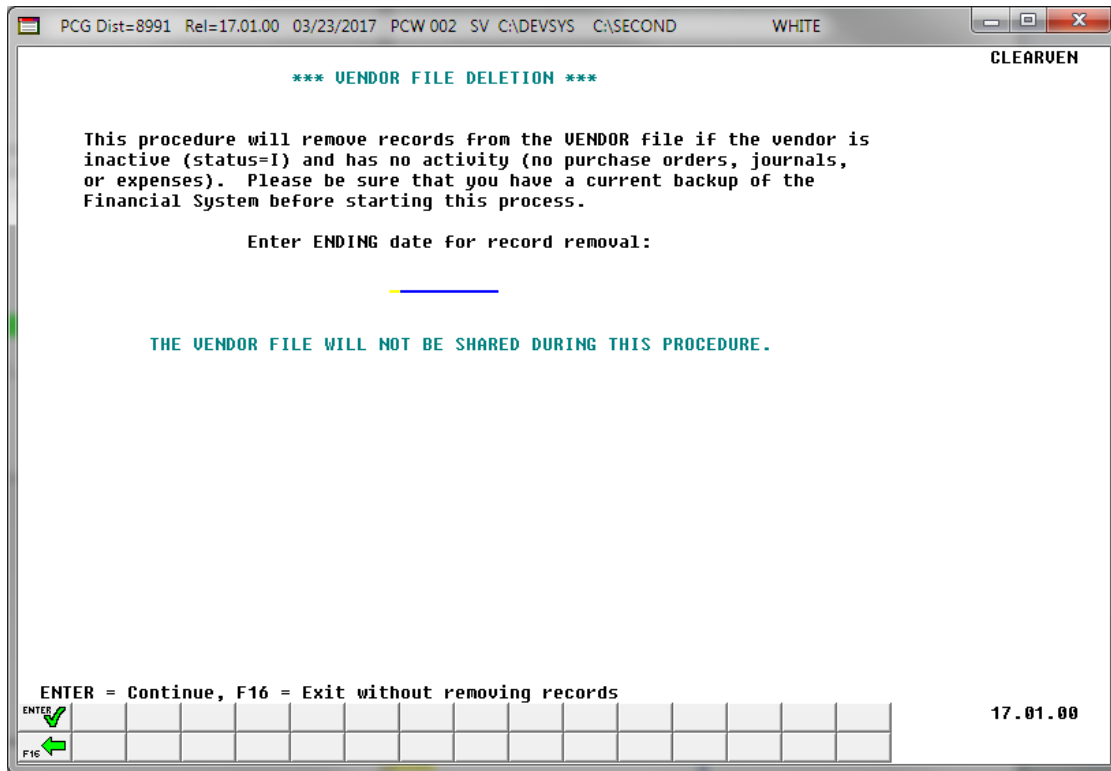 PCG Dist=8991 Rel=17.01.00 03/23/2017 PCW 002 SV C:\DEVSYS C:\SECOND WHITE
CLEARVEN
*** VENDOR FILE DELETION ***
This procedure will remove records from the VENDOR file if the vendor is
inactive (status=I) and has no activity (no purchase orders, journals,
or expenses). Please be sure that you have a current backup of the
Financial System before starting this process.
Enter ENDING date for record removal:
THE VENDOR FILE WILL NOT BE SHARED DURING THIS PROCEDURE.
ENTER = Continue, F16 = Exit without removing records
ENTER
17.01.00
F16